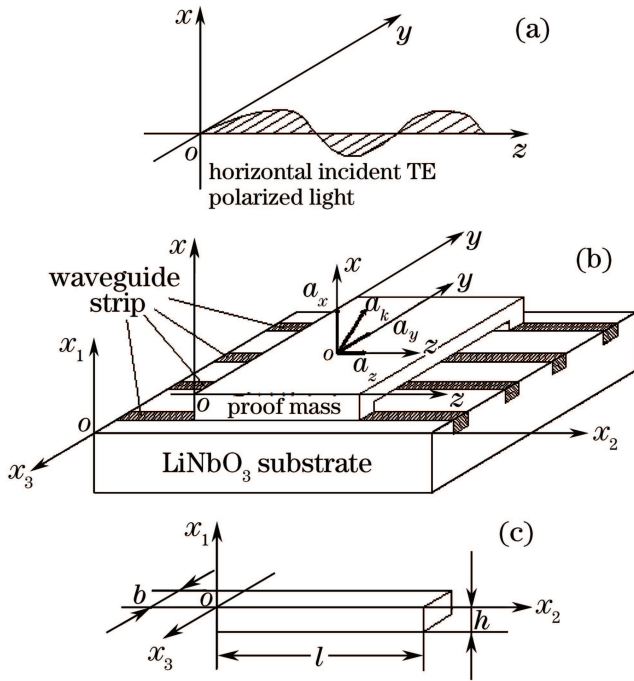 x
y
(a)
o
z
horizontal incident TE
polarized light
x
y
(b)
waveguide
strip
x
y
a_x
a_k
a_y
o
z
a_z
x_1
o
z
proof mass
o
x_2
x_3
LiNbO_3 substrate
x_1
(c)
b
o
x_2
h
x_3
l